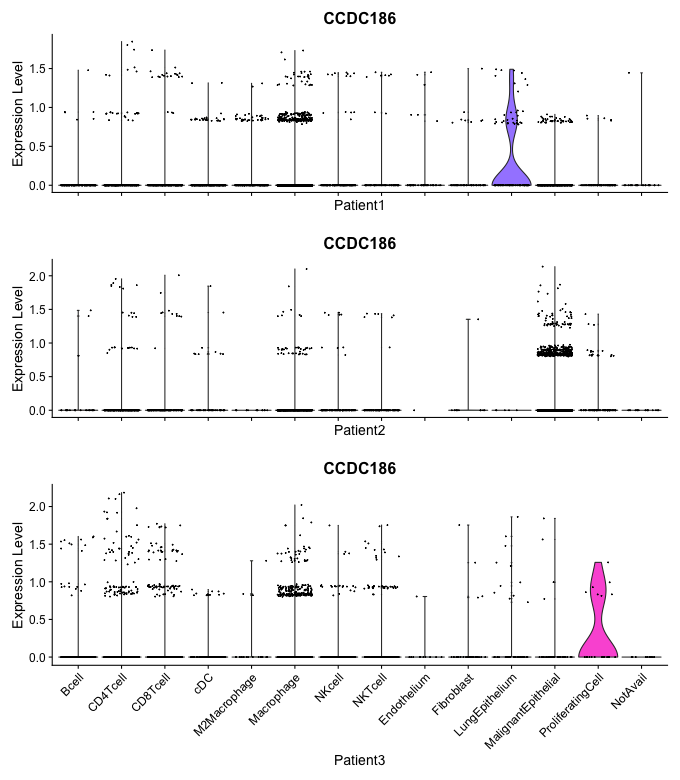 CCDC186
Expression Level
1.5
1.0
0.5
0.0
Patient1
CCDC186
Expression Level
2.0
1.5
1.0
0.5
0.0
Patient2
CCDC186
Expression Level
2.0
1.5
1.0
0.5
0.0
Bcell
CD4Tcell
CD8Tcell
cDC
M2Macrophage
Macrophage
NKcell
NKTcell
Endothelium
Fibroblast
LungEpithelium
MalignantEpithelial
ProliferatingCell
NotAvail
Patient3